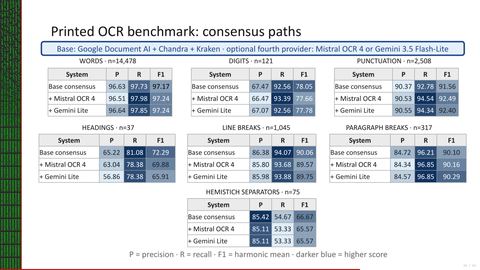 Printed OCR benchmark: consensus paths
Base: Google Document AI + Chandra + Kraken · optional fourth provider: Mistral OCR 4 or Gemini 3.5 Flash-Lite
WORDS · n=14,478
System P R F1
Base consensus 96.63 97.73 97.17
+ Mistral OCR 4 96.51 97.98 97.24
+ Gemini Lite 96.64 97.85 97.24
DIGITS · n=121
System P R F1
Base consensus 67.47 92.56 78.05
+ Mistral OCR 4 66.47 93.39 77.66
+ Gemini Lite 67.07 92.56 77.78
PUNCTUATION · n=2,508
System P R F1
Base consensus 90.37 92.78 91.56
+ Mistral OCR 4 90.53 94.54 92.49
+ Gemini Lite 90.55 94.34 92.40
HEADINGS · n=37
System P R F1
Base consensus 65.22 81.08 72.29
+ Mistral OCR 4 63.04 78.38 69.88
+ Gemini Lite 56.86 78.38 65.91
LINE BREAKS · n=1,045
System P R F1
Base consensus 86.38 94.07 90.06
+ Mistral OCR 4 85.80 93.68 89.57
+ Gemini Lite 85.98 93.88 89.75
PARAGRAPH BREAKS · n=317
System P R F1
Base consensus 84.72 96.21 90.10
+ Mistral OCR 4 84.34 96.85 90.16
+ Gemini Lite 84.57 96.85 90.29
HEMISTICH SEPARATORS · n=75
System P R F1
Base consensus 85.42 54.67 66.67
+ Mistral OCR 4 85.11 53.33 65.57
+ Gemini Lite 85.11 53.33 65.57
P = precision · R = recall · F1 = harmonic mean · darker blue = higher score